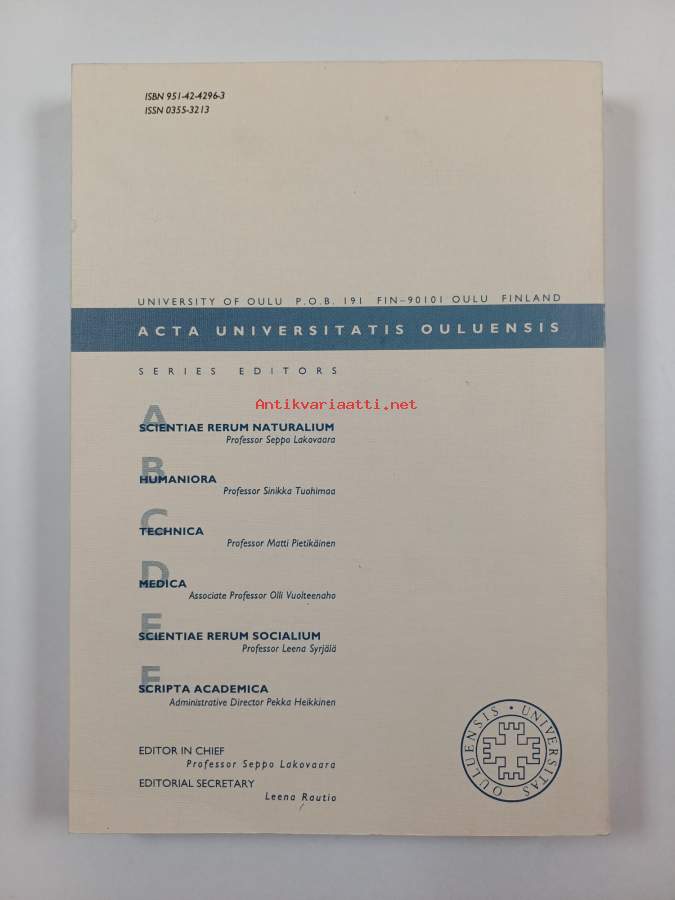 ISBN 951-42-4296-3
ISSN 0355-3213
UNIVERSITY OF OULU P.O.B. 191 FIN–90101 OULU FINLAND
ACTA UNIVERSITATIS OULUENSIS
SERIES EDITORS
Antikvariaatti.net
A
SCIENTIAE RERUM NATURALIUM
Professor Seppo Lakovaara
B
HUMANIORA
Professor Sinikka Tuohimaa
C
TECHNICA
Professor Matti Pietikäinen
D
MEDICA
Associate Professor Olli Vuolteenaho
E
SCIENTIAE RERUM SOCIALIUM
Professor Leena Syrjälä
F
SCRIPTA ACADEMICA
Administrative Director Pekka Heikkinen
EDITOR IN CHIEF
Professor Seppo Lakovaara
EDITORIAL SECRETARY
Leena Rautio
UNIVERSITAS · OULUENSIS